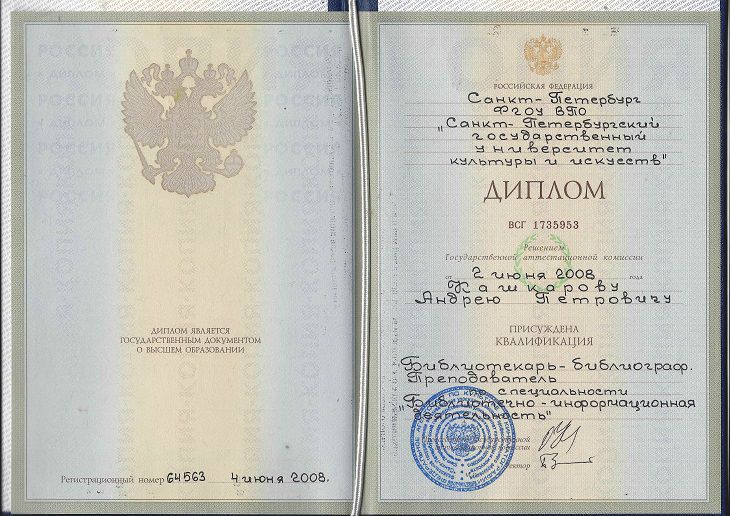 ДИПЛОМ ЯВЛЯЕТСЯ
ГОСУДАРСТВЕННЫМ ДОКУМЕНТОМ
О ВЫСШЕМ ОБРАЗОВАНИИ
Регистрационный номер 64563 4 июня 2008.
РОССИЙСКАЯ ФЕДЕРАЦИЯ
Санкт-Петербург
ФГОУ ВПО
"Санкт-Петербургский
государственный
университет
культуры и искусств"
ДИПЛОМ
ВСГ 1735953
Решением
Государственной аттестационной комиссии
от 2 июня 2008 года
Кашкарову
Андрею Петровичу
ПРИСУЖДЕНА
КВАЛИФИКАЦИЯ
Библиотекарь-библиограф.
Преподаватель
по специальности
"Библиотечно-информационная
деятельность"